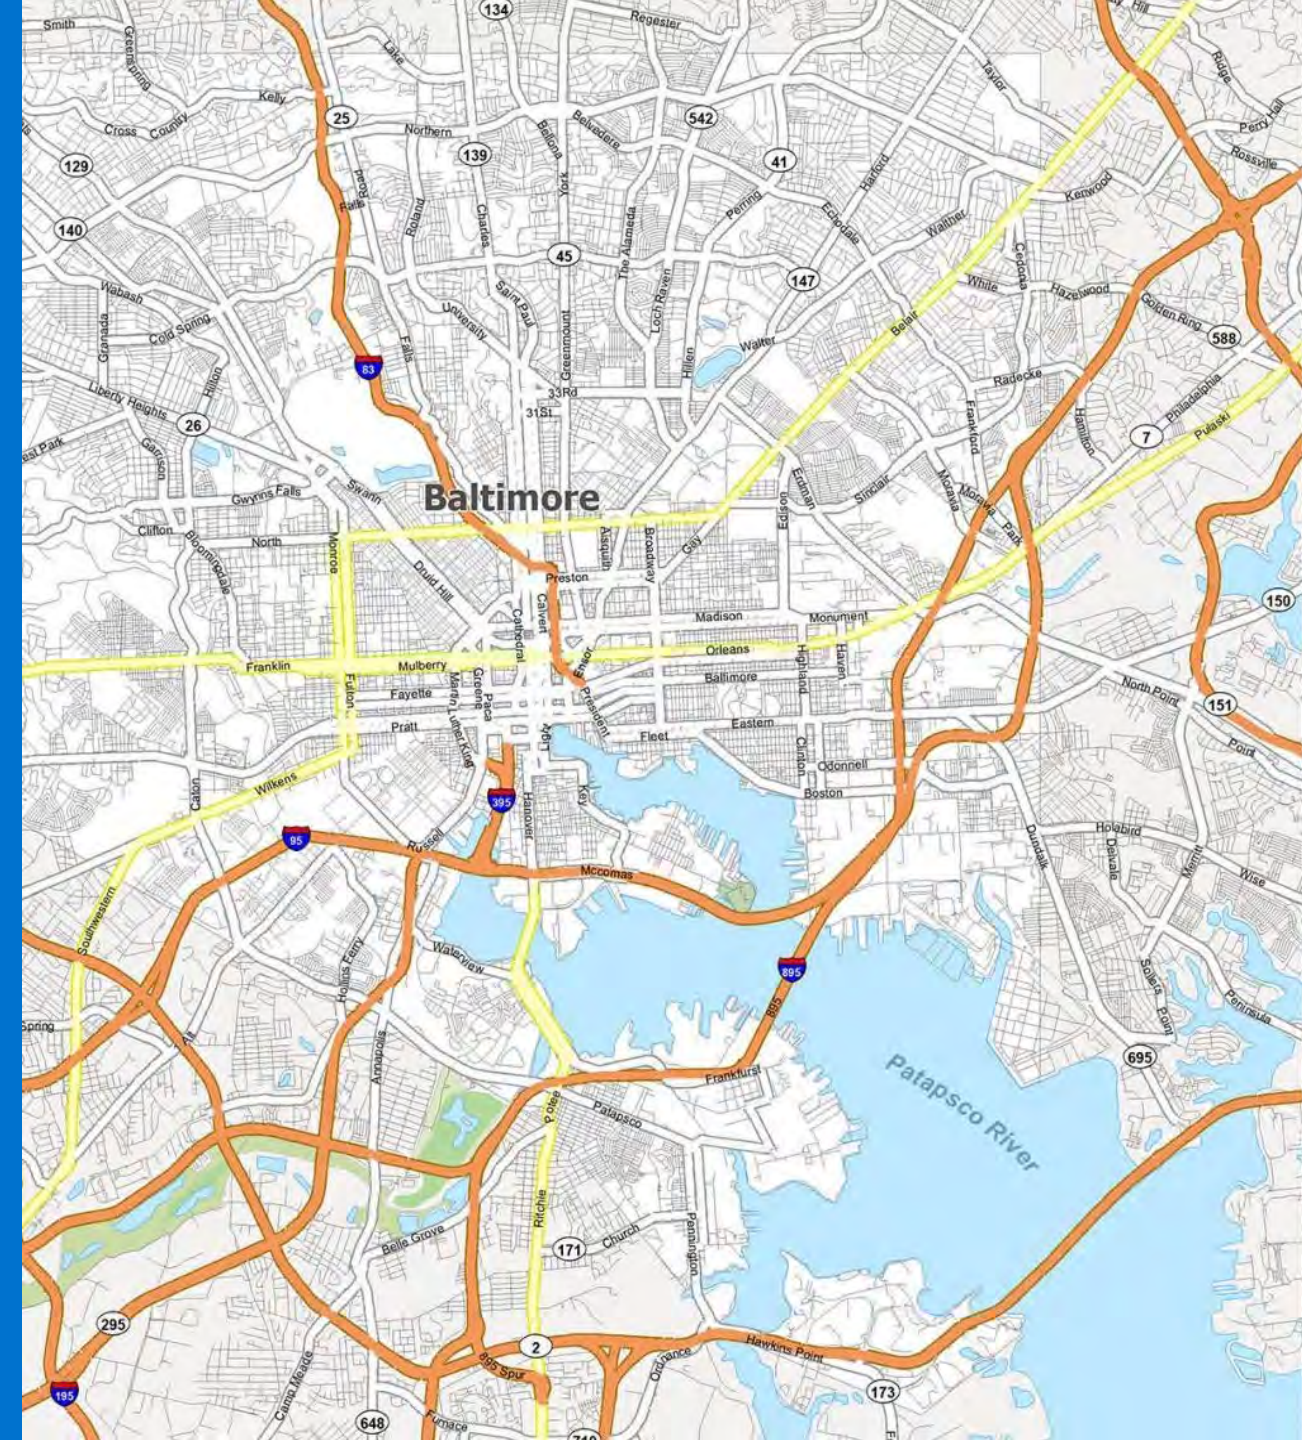 134
Smith
Regester
Hill
Greenspring
Lake
Ridge
Taylor
Kelly
25
542
Perry Hall
Cross Country
Northern
Bellona
Belvedere
139
41
Rossville
129
Harford
Kenwood
Falls Road
York
Roland
Charles
Perring
The Alameda
Echodale
Walther
140
45
Cedonia
147
Loch Raven
White
Hazelwood
Wabash
Saint Paul
University
Golden Ring
Granada
Cold Spring
Falls
Greenmount
Belair
588
Walter
Hillen
83
Hilton
Liberty Heights
33Rd
31St
Radecke
Philadelphia
26
Frankford
Hamilton
7
Pulaski
est Park
Garrison
Swann
Gwynns Falls
Baltimore
Edison
Erdman
Sinclair
Moravia
Moravia Park
Clifton
North
Monroe
Bloomingdale
Aisquith
Broadway
Gay
Druid Hill
Preston
150
Cathedral
Calvert
Madison
Monument
Franklin
Mulberry
Ensor
Orleans
Highland
Haven
Fulton
Fayette
Martin Luther King
Greene
Paca
Baltimore
North Point
President
151
Pratt
Light
Fleet
Eastern
Point
Clinton
Odonnell
Wilkens
Caton
395
Hanover
Key
Boston
95
Russell
Dundalk
Holabird
Delvale
Merritt
Mccomas
Wise
Southwestern
Waterview
Hollins Ferry
895
Sollers Point
Peninsula
895
Spring
Alt
Annapolis
695
Frankfurst
Patapsco River
Potee
Patapsco
Ritchie
Belle Grove
171
Church
Pennington
295
2
Hawkins Point
895 Spur
Ordnance
195
Camp Meade
173
648
Furnace
710